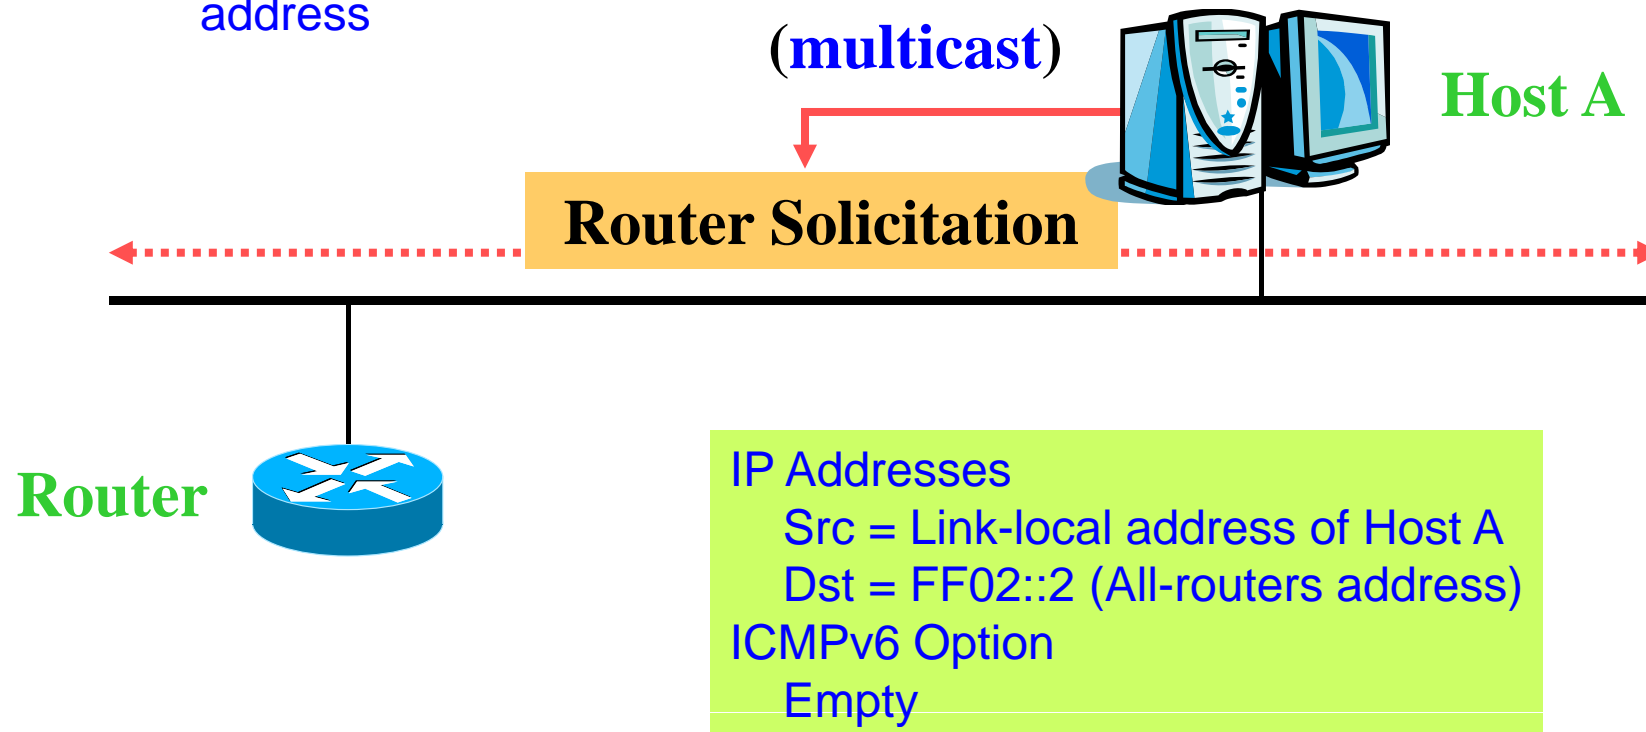 address
(multicast)
Host A
Router Solicitation
Router
IP Addresses
Src = Link-local address of Host A
Dst = FF02::2 (All-routers address)
ICMPv6 Option
Empty